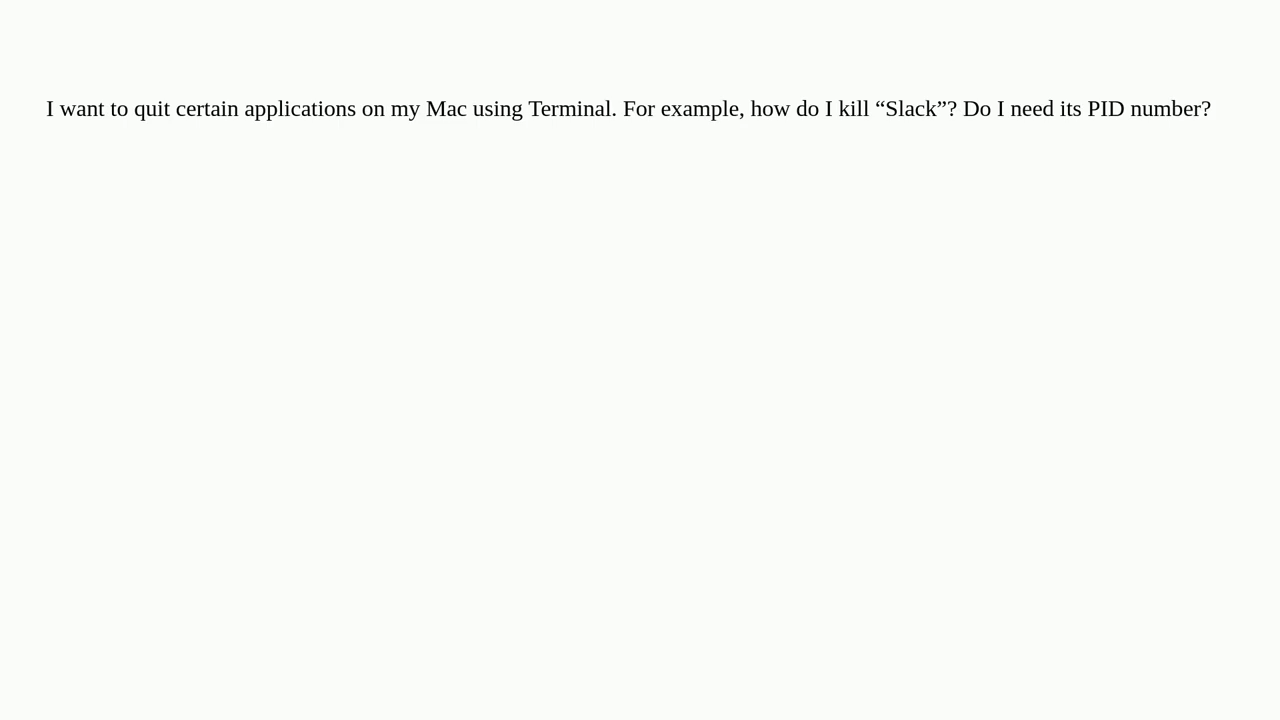 I want to quit certain applications on my Mac using Terminal. For example, how do I kill “Slack”? Do I need its PID number?